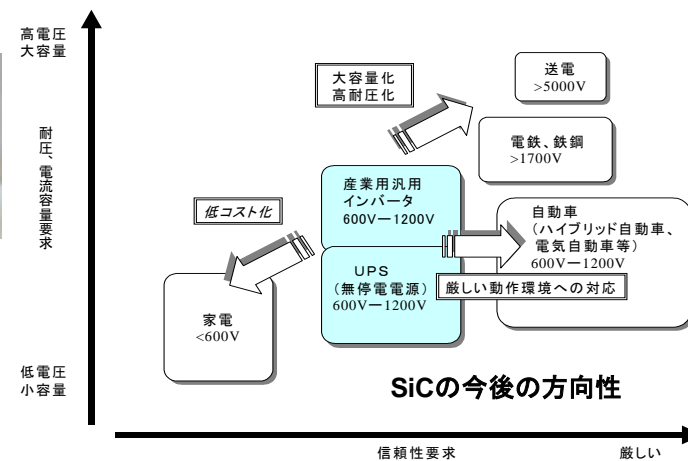 高電圧
大容量
耐圧、電流容量要求
低電圧
小容量
大容量化
高耐圧化
送電
>5000V
電鉄、鉄鋼
>1700V
低コスト化
産業用汎用
インバータ
600V－1200V
自動車
（ハイブリッド自動車、
電気自動車等）
600V－1200V
UPS
（無停電電源）
600V－1200V
厳しい動作環境への対応
家電
<600V
SiCの今後の方向性
信頼性要求
厳しい